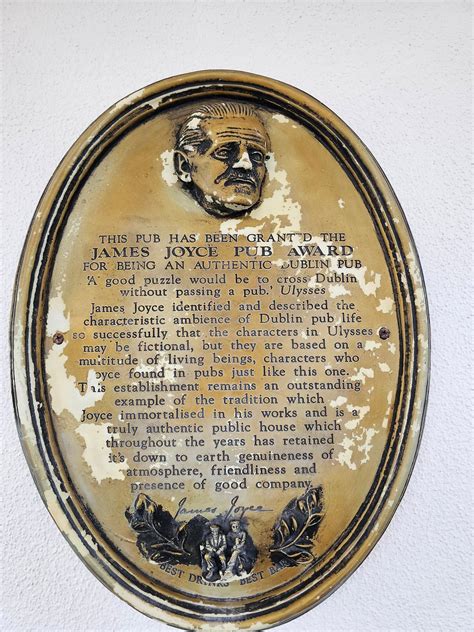 THIS PUB HAS BEEN GRANT D THE
JAMES JOYCE PUB AWARD
FOR BEING AN AUTHENTIC DUBLIN PUB
'A' good puzzle would be to cross Dublin
without passing a pub.' Ulysses
James Joyce identified and described the
characteristic ambience of Dublin pub life
so successfully that the characters in Ulysses
may be fictional, but they are based on a
multitude of living beings, characters who
oyce found in pubs just like this one.
This establishment remains an outstanding
example of the tradition which
Joyce immortalised in his works and is a
truly authentic public house which
throughout the years has retained
it's down to earth genuineness of
atmosphere, friendliness and
presence of good company.
James Joyce
BEST DRINKS BEST BAR